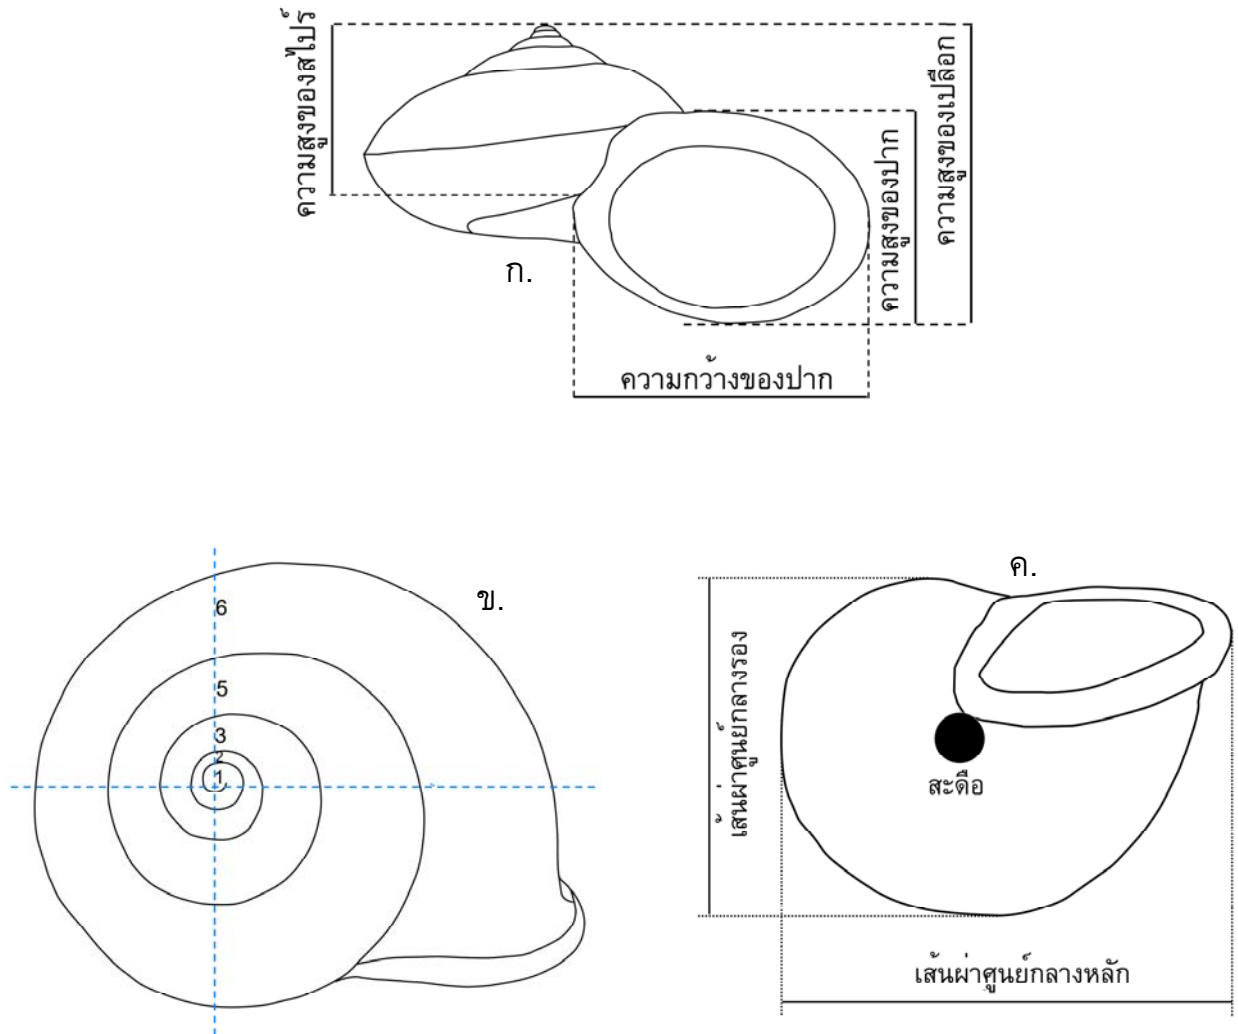 ความสูงของสไปร์
ความสูงของปาก
ความสูงของเปลือก
ก.
ความกว้างของปาก
ข.
6
5
3
2
1
ค.
เส้นผ่าศูนย์กลางรอง
สะดือ
เส้นผ่าศูนย์กลางหลัก